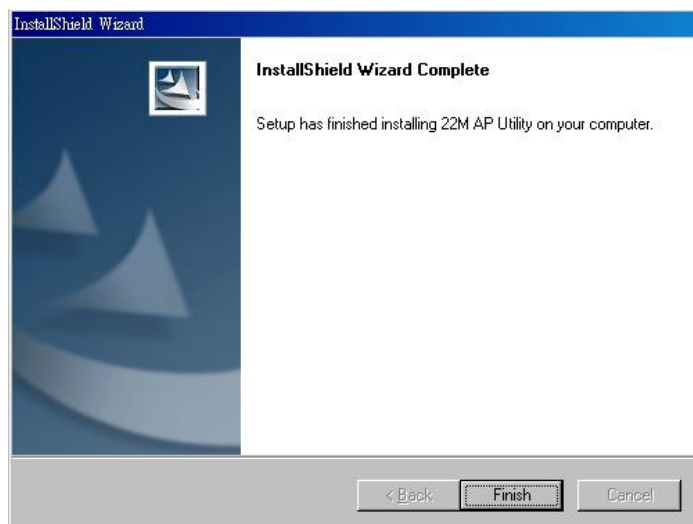 InstallShield Wizard
InstallShield Wizard Complete
Setup has finished installing 22M AP Utility on your computer.
< Back
Finish
Cancel